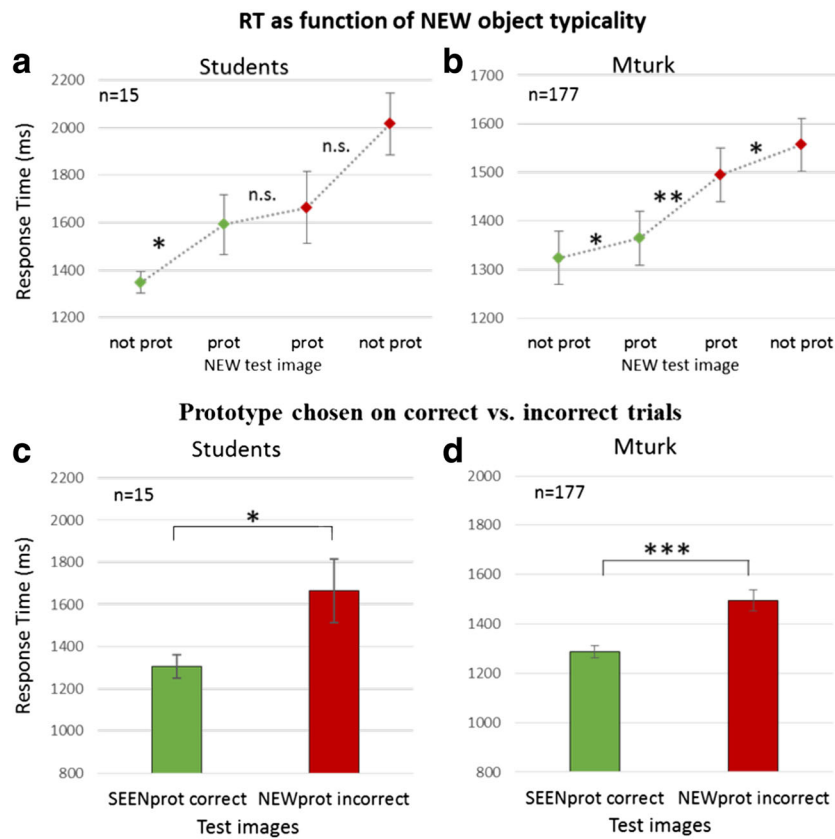 RT as function of NEW object typicality
a
Students
n=15
Response Time (ms)
2200
2000
1800
1600
1400
1200
*
n.s.
n.s.
not prot prot prot not prot
NEW test image
b
Mturk
n=177
1700
1600
1500
1400
1300
1200
*
**
*
not prot prot prot not prot
NEW test image
Prototype chosen on correct vs. incorrect trials
c
Students
n=15
Response Time (ms)
2200
2000
1800
1600
1400
1200
1000
800
*
SEENprot correct NEWprot incorrect
Test images
d
Mturk
n=177
2000
1800
1600
1400
1200
1000
800
***
SEENprot correct NEWprot incorrect
Test images